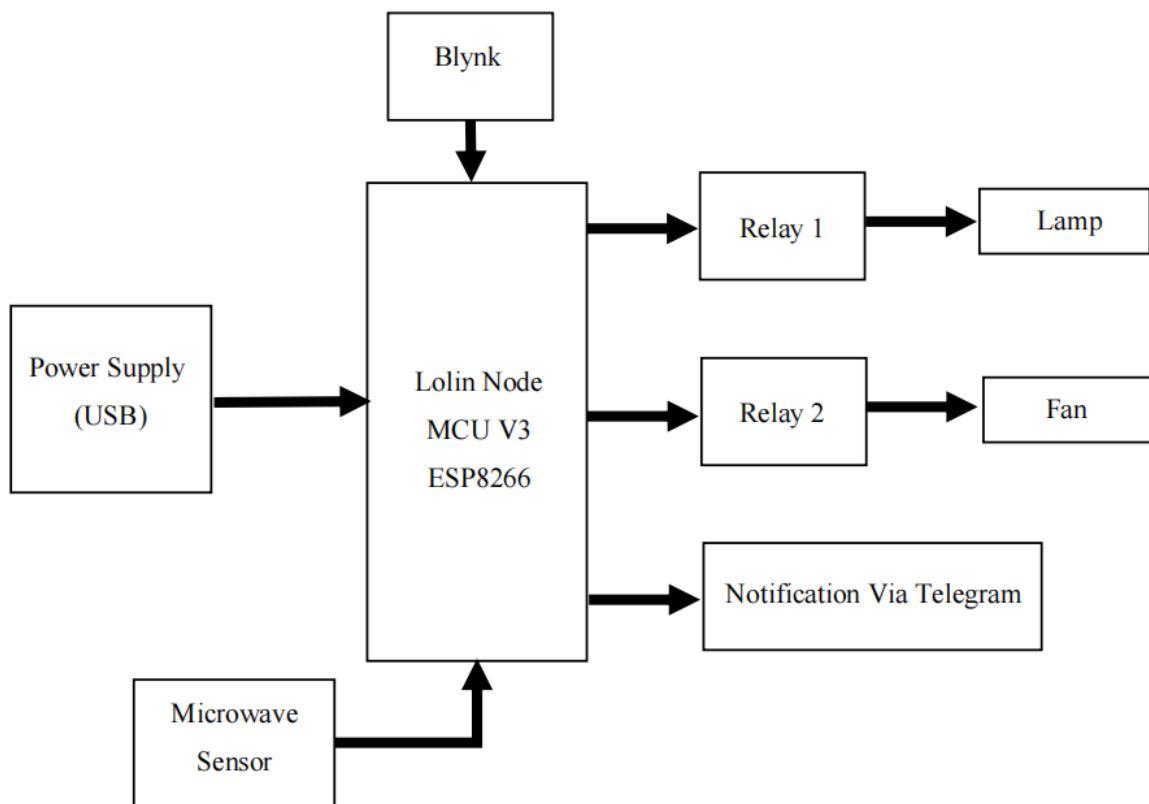 Blynk
Relay 1
Lamp
Power Supply
(USB)
Lolin Node
MCU V3
ESP8266
Relay 2
Fan
Notification Via Telegram
Microwave
Sensor